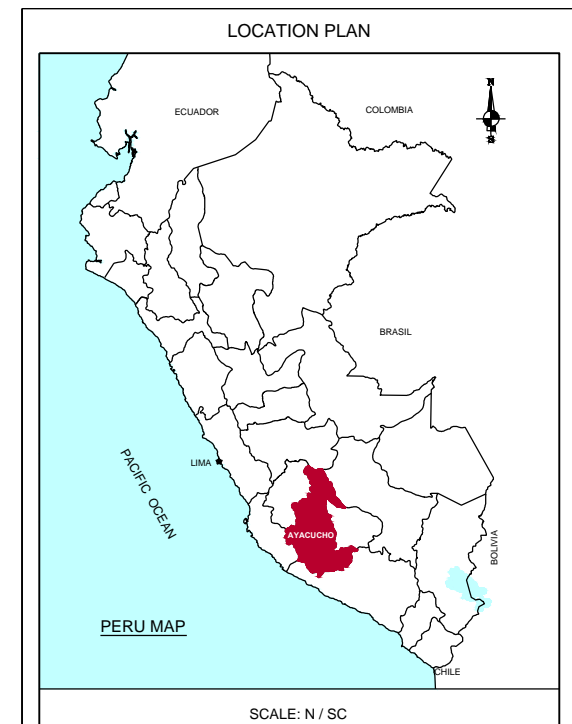 LOCATION PLAN
N
ECUADOR
COLOMBIA
S
BRASIL
LIMA
PACIFIC OCEAN
AYACUCHO
BOLIVIA
PERU MAP
CHILE
SCALE: N / SC